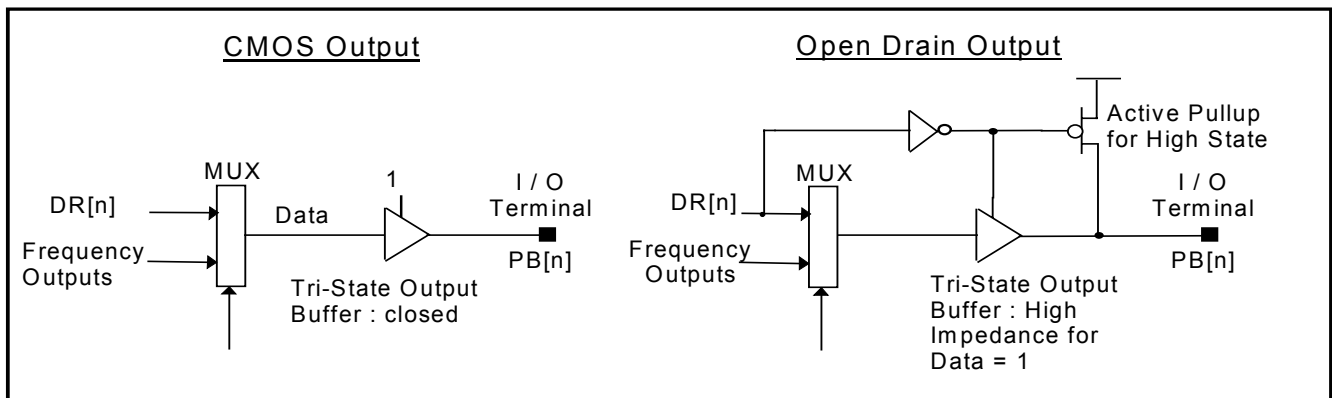 CMOS Output
MUX
DR[n]
Frequency
Outputs
Data
1
I / O
Terminal
PB[n]
Tri-State Output
Buffer : closed
Open Drain Output
Active Pullup
for High State
MUX
DR[n]
Frequency
Outputs
I / O
Terminal
PB[n]
Tri-State Output
Buffer : High
Impedance for
Data = 1